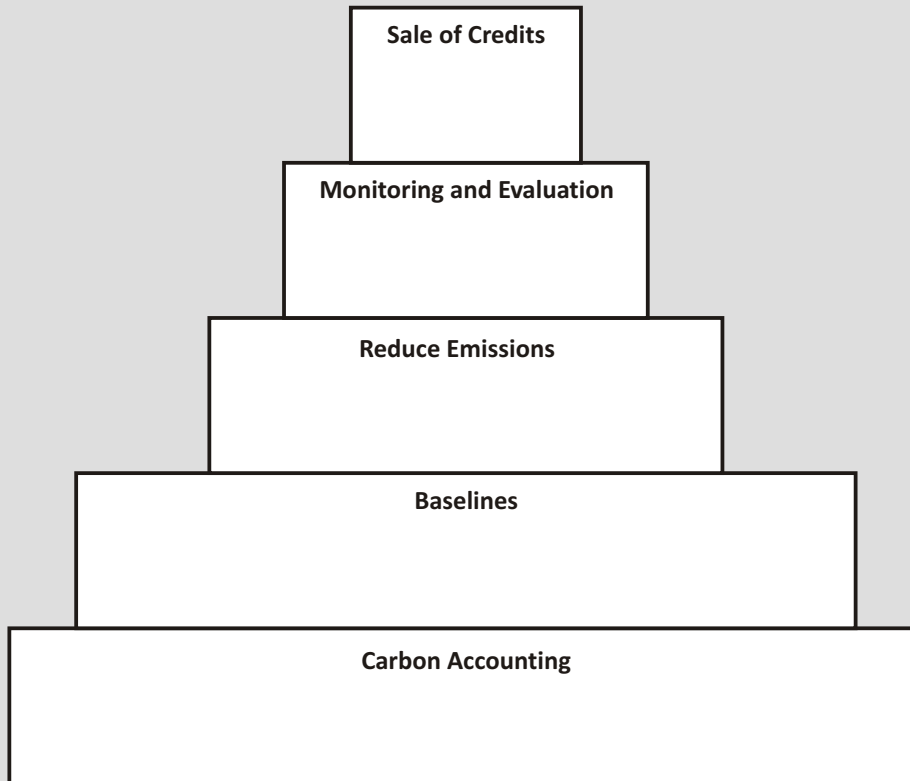 Sale of Credits
Monitoring and Evaluation
Reduce Emissions
Baselines
Carbon Accounting